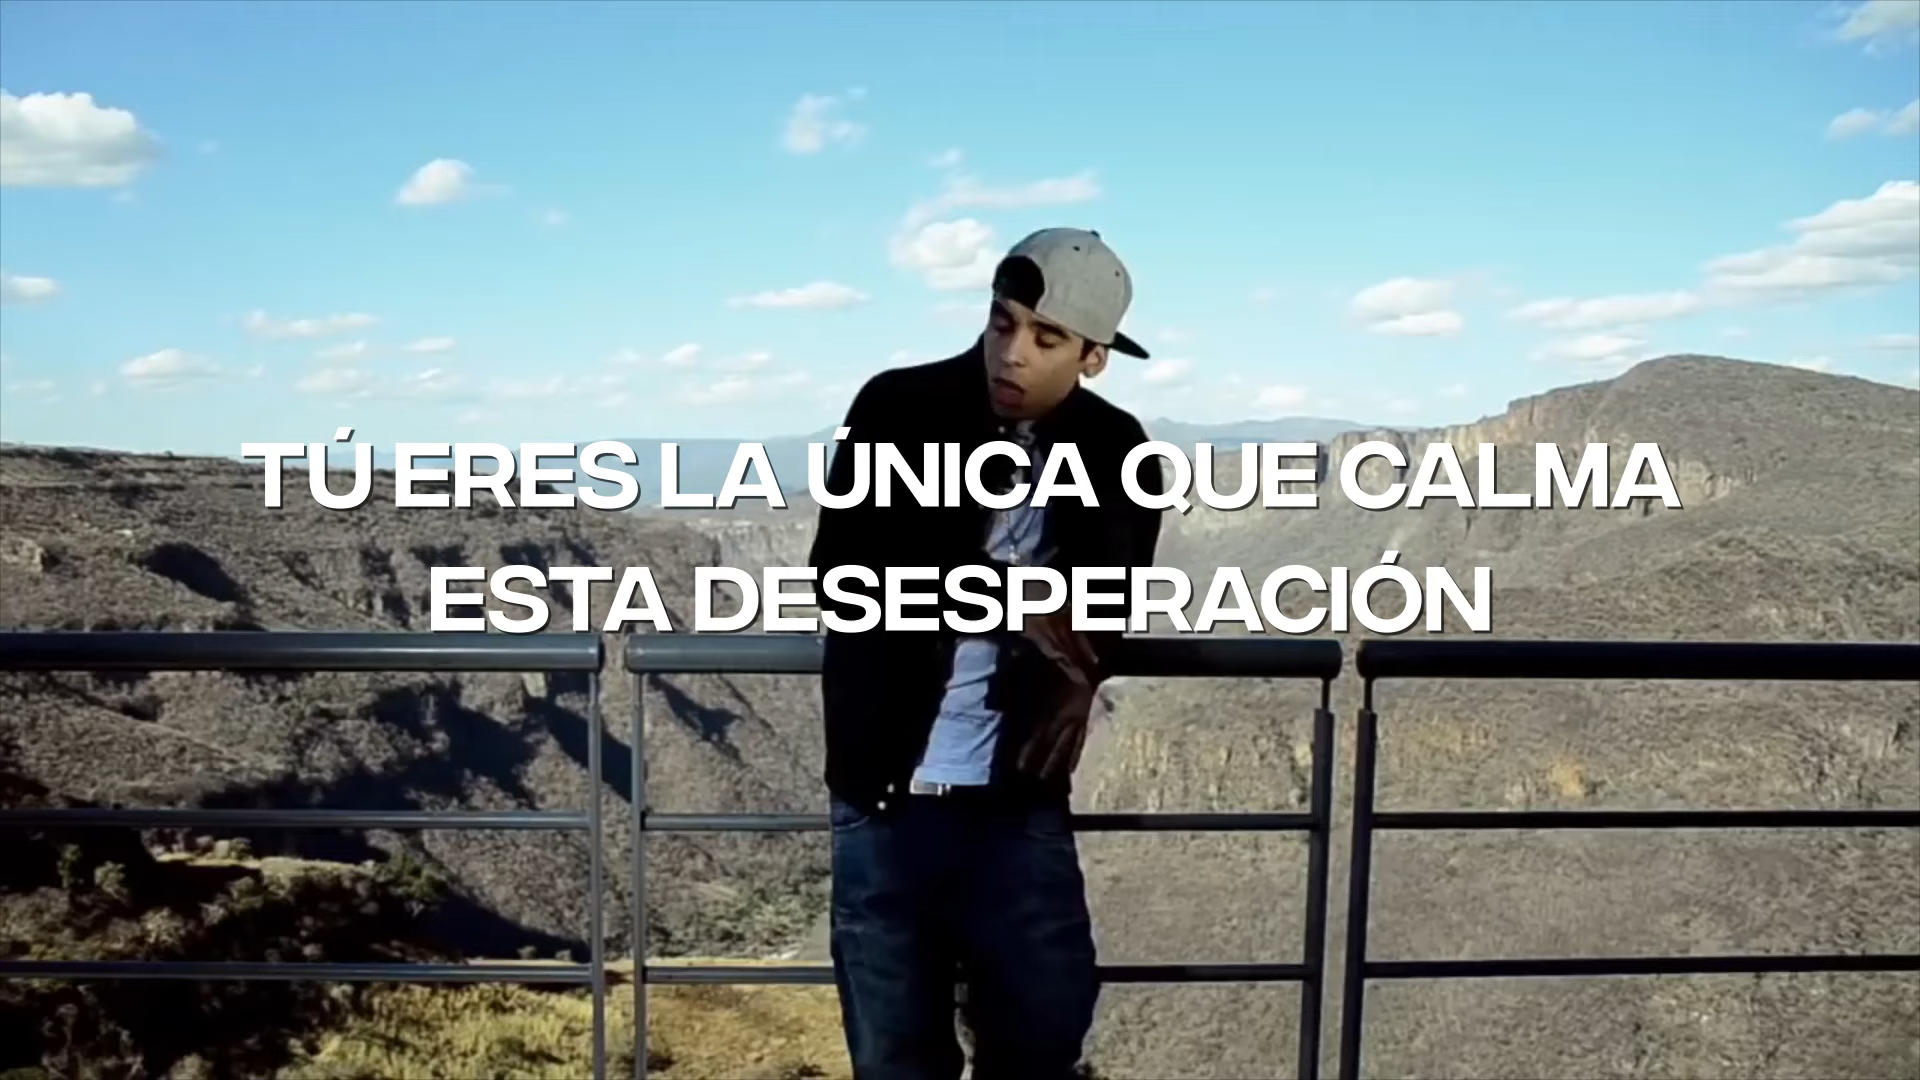 TÚ ERES LA ÚNICA QUE CALMA
ESTA DESESPERACIÓN